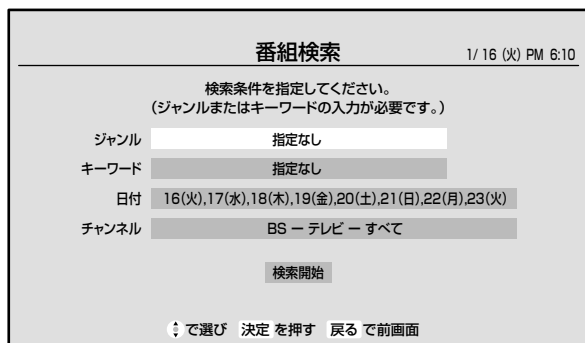 番組検索 1/ 16 (火) PM 6:10
検索条件を指定してください。
(ジャンルまたはキーワードの入力が必要です。)
ジャンル 指定なし
キーワード 指定なし
日付 16(火),17(水),18(木),19(金),20(土),21(日),22(月),23(火)
チャンネル BS ー テレビ ー すべて
検索開始
で選び 決定 を押す 戻る で前画面